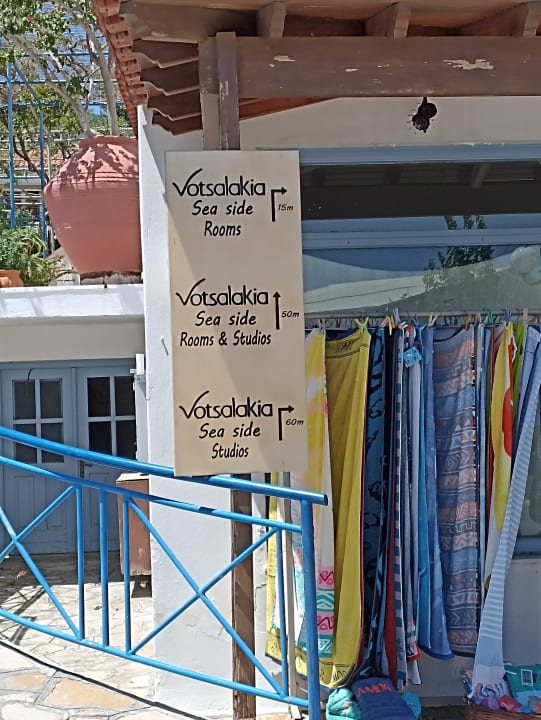 Votsalakia
Sea side
Rooms
15m
Votsalakia
Sea side
Rooms & Studios
50m
Votsalakia
Sea side
Studios
60m